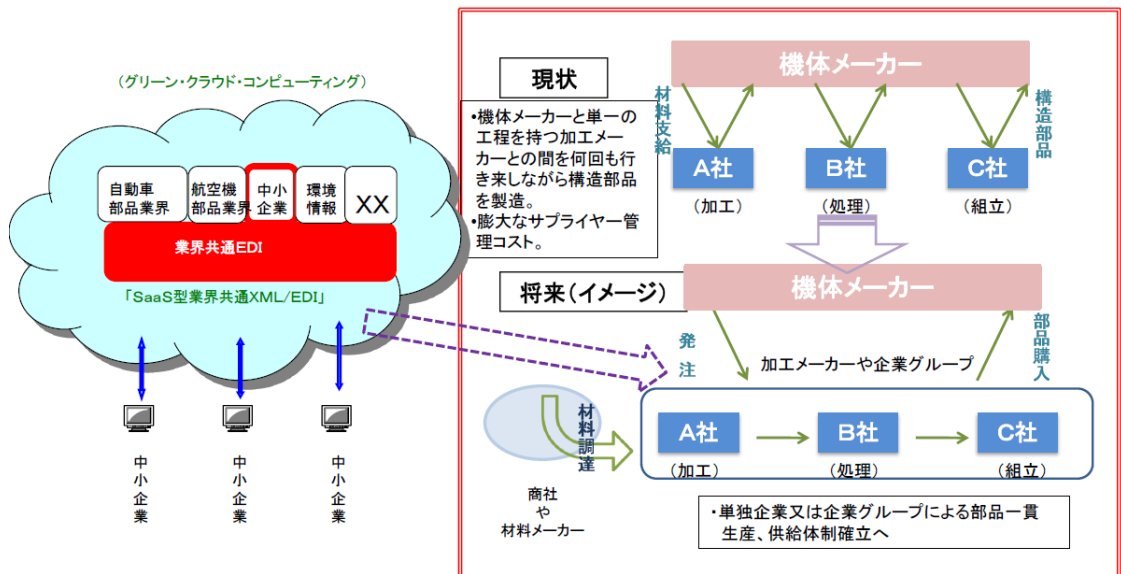 (グリーン・クラウド・コンピューティング)
自動車
部品業界
航空機
部品業界
中小
企業
環境
情報
XX
業界共通EDI
「SaaS型業界共通XML/EDI」
中小企業
中小企業
中小企業
現状
・機体メーカーと単一の
工程を持つ加工メー
カーとの間を何回も行
き来しながら構造部品
を製造。
・膨大なサプライヤー管
理コスト。
機体メーカー
材料支給
構造部品
A社
B社
C社
(加工)
(処理)
(組立)
将来(イメージ)
機体メーカー
発注
加工メーカーや企業グループ
部品購入
材料調達
A社
B社
C社
(加工)
(処理)
(組立)
商社
や
材料メーカー
・単独企業又は企業グループによる部品一貫
生産、供給体制確立へ